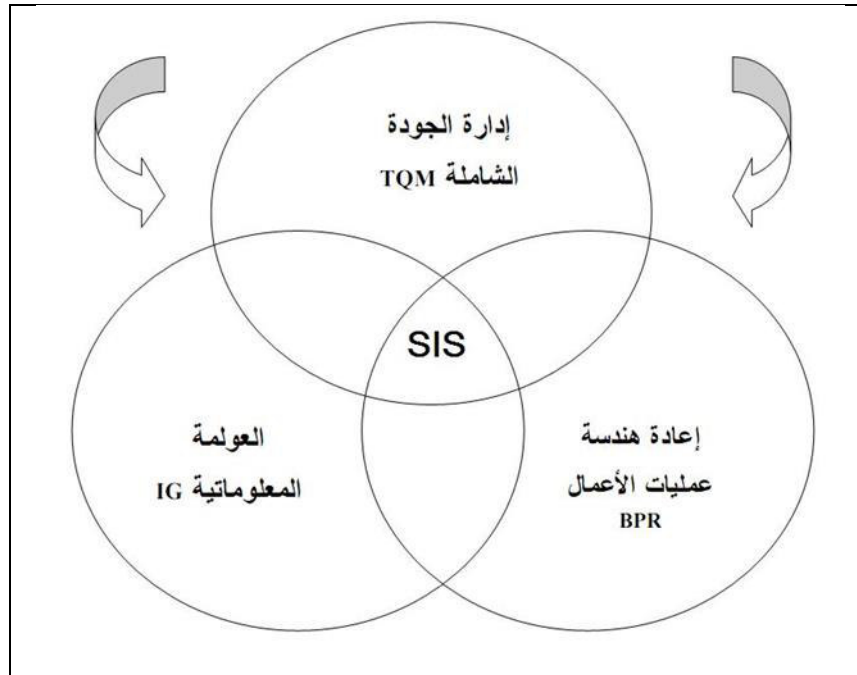 إدارة الجودة
الشاملة TQM
SIS
العولمة
المعلوماتية IG
إعادة هندسة
عمليات الأعمال
BPR